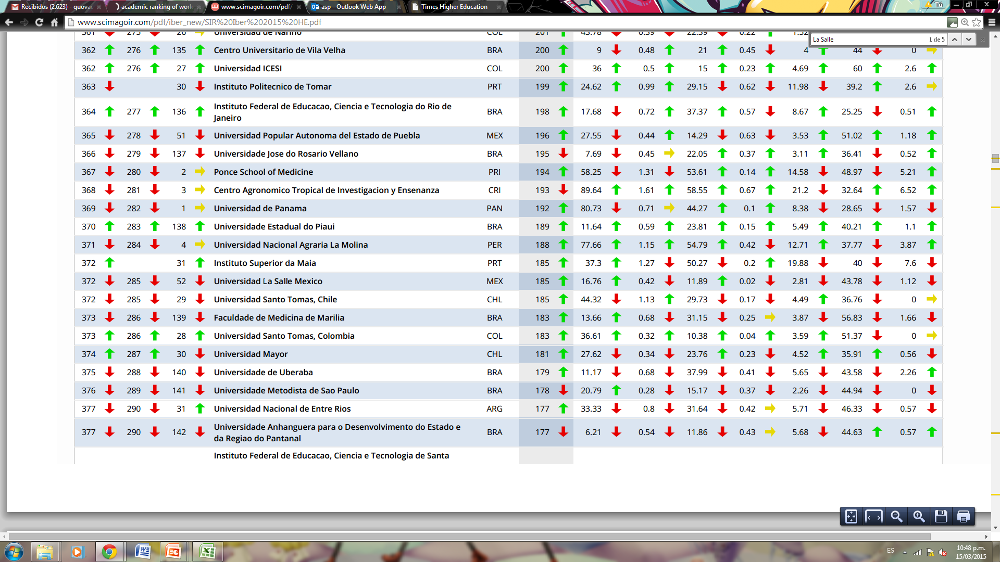 Recibidos (2.623) - quova
academic ranking of worl
www.scimagoir.com/pdf/
asp - Outlook Web App
Times Higher Education
Tú
www.scimagoir.com/pdf/iber_new/SIR%20Iber%202015%20HE.pdf
La Salle 1 de 5
361 275 26 Universidad de Narino COL 201 43.78 0.39 22.39 0.22 1.52
362 276 135 Centro Universitario de Vila Velha BRA 200 9 0.48 21 0.45 4 44 0
362 276 27 Universidad ICESI COL 200 36 0.5 15 0.23 4.69 60 2.6
363 30 Instituto Politecnico de Tomar PRT 199 24.62 0.99 29.15 0.62 11.98 39.2 2.6
364 277 136 Instituto Federal de Educacao, Ciencia e Tecnologia do Rio de
Janeiro BRA 198 17.68 0.72 37.37 0.57 8.67 25.25 0.51
365 278 51 Universidad Popular Autonoma del Estado de Puebla MEX 196 27.55 0.44 14.29 0.63 3.53 51.02 1.18
366 279 137 Universidade Jose do Rosario Vellano BRA 195 7.69 0.45 22.05 0.37 3.11 36.41 0.52
367 280 2 Ponce School of Medicine PRI 194 58.25 1.31 53.61 0.14 14.58 48.97 5.21
368 281 3 Centro Agronomico Tropical de Investigacion y Ensenanza CRI 193 89.64 1.61 58.55 0.67 21.2 32.64 6.52
369 282 1 Universidad de Panama PAN 192 80.73 0.71 44.27 0.1 8.38 28.65 1.57
370 283 138 Universidade Estadual do Piaui BRA 189 11.64 0.59 23.81 0.15 5.49 40.21 1.1
371 284 4 Universidad Nacional Agraria La Molina PER 188 77.66 1.15 54.79 0.42 12.71 37.77 3.87
372 31 Instituto Superior da Maia PRT 185 37.3 1.27 50.27 0.2 19.88 40 7.6
372 285 52 Universidad La Salle Mexico MEX 185 16.76 0.42 11.89 0.02 2.81 43.78 1.12
372 285 29 Universidad Santo Tomas, Chile CHL 185 44.32 1.13 29.73 0.17 4.49 36.76 0
373 286 139 Faculdade de Medicina de Marilia BRA 183 13.66 0.68 31.15 0.25 3.87 56.83 1.66
373 286 28 Universidad Santo Tomas, Colombia COL 183 36.61 0.32 10.38 0.04 3.59 51.37 0
374 287 30 Universidad Mayor CHL 181 27.62 0.34 23.76 0.23 4.52 35.91 0.56
375 288 140 Universidade de Uberaba BRA 179 11.17 0.68 37.99 0.41 5.65 43.58 2.26
376 289 141 Universidade Metodista de Sao Paulo BRA 178 20.79 0.28 15.17 0.37 2.26 44.94 0
377 290 31 Universidad Nacional de Entre Rios ARG 177 33.33 0.8 31.64 0.42 5.71 46.33 0.57
377 290 142 Universidade Anhanguera para o Desenvolvimento do Estado e
da Regiao do Pantanal BRA 177 6.21 0.54 11.86 0.43 5.68 44.63 0.57
Instituto Federal de Educacao, Ciencia e Tecnologia de Santa
ES
10:48 p.m.
15/03/2015